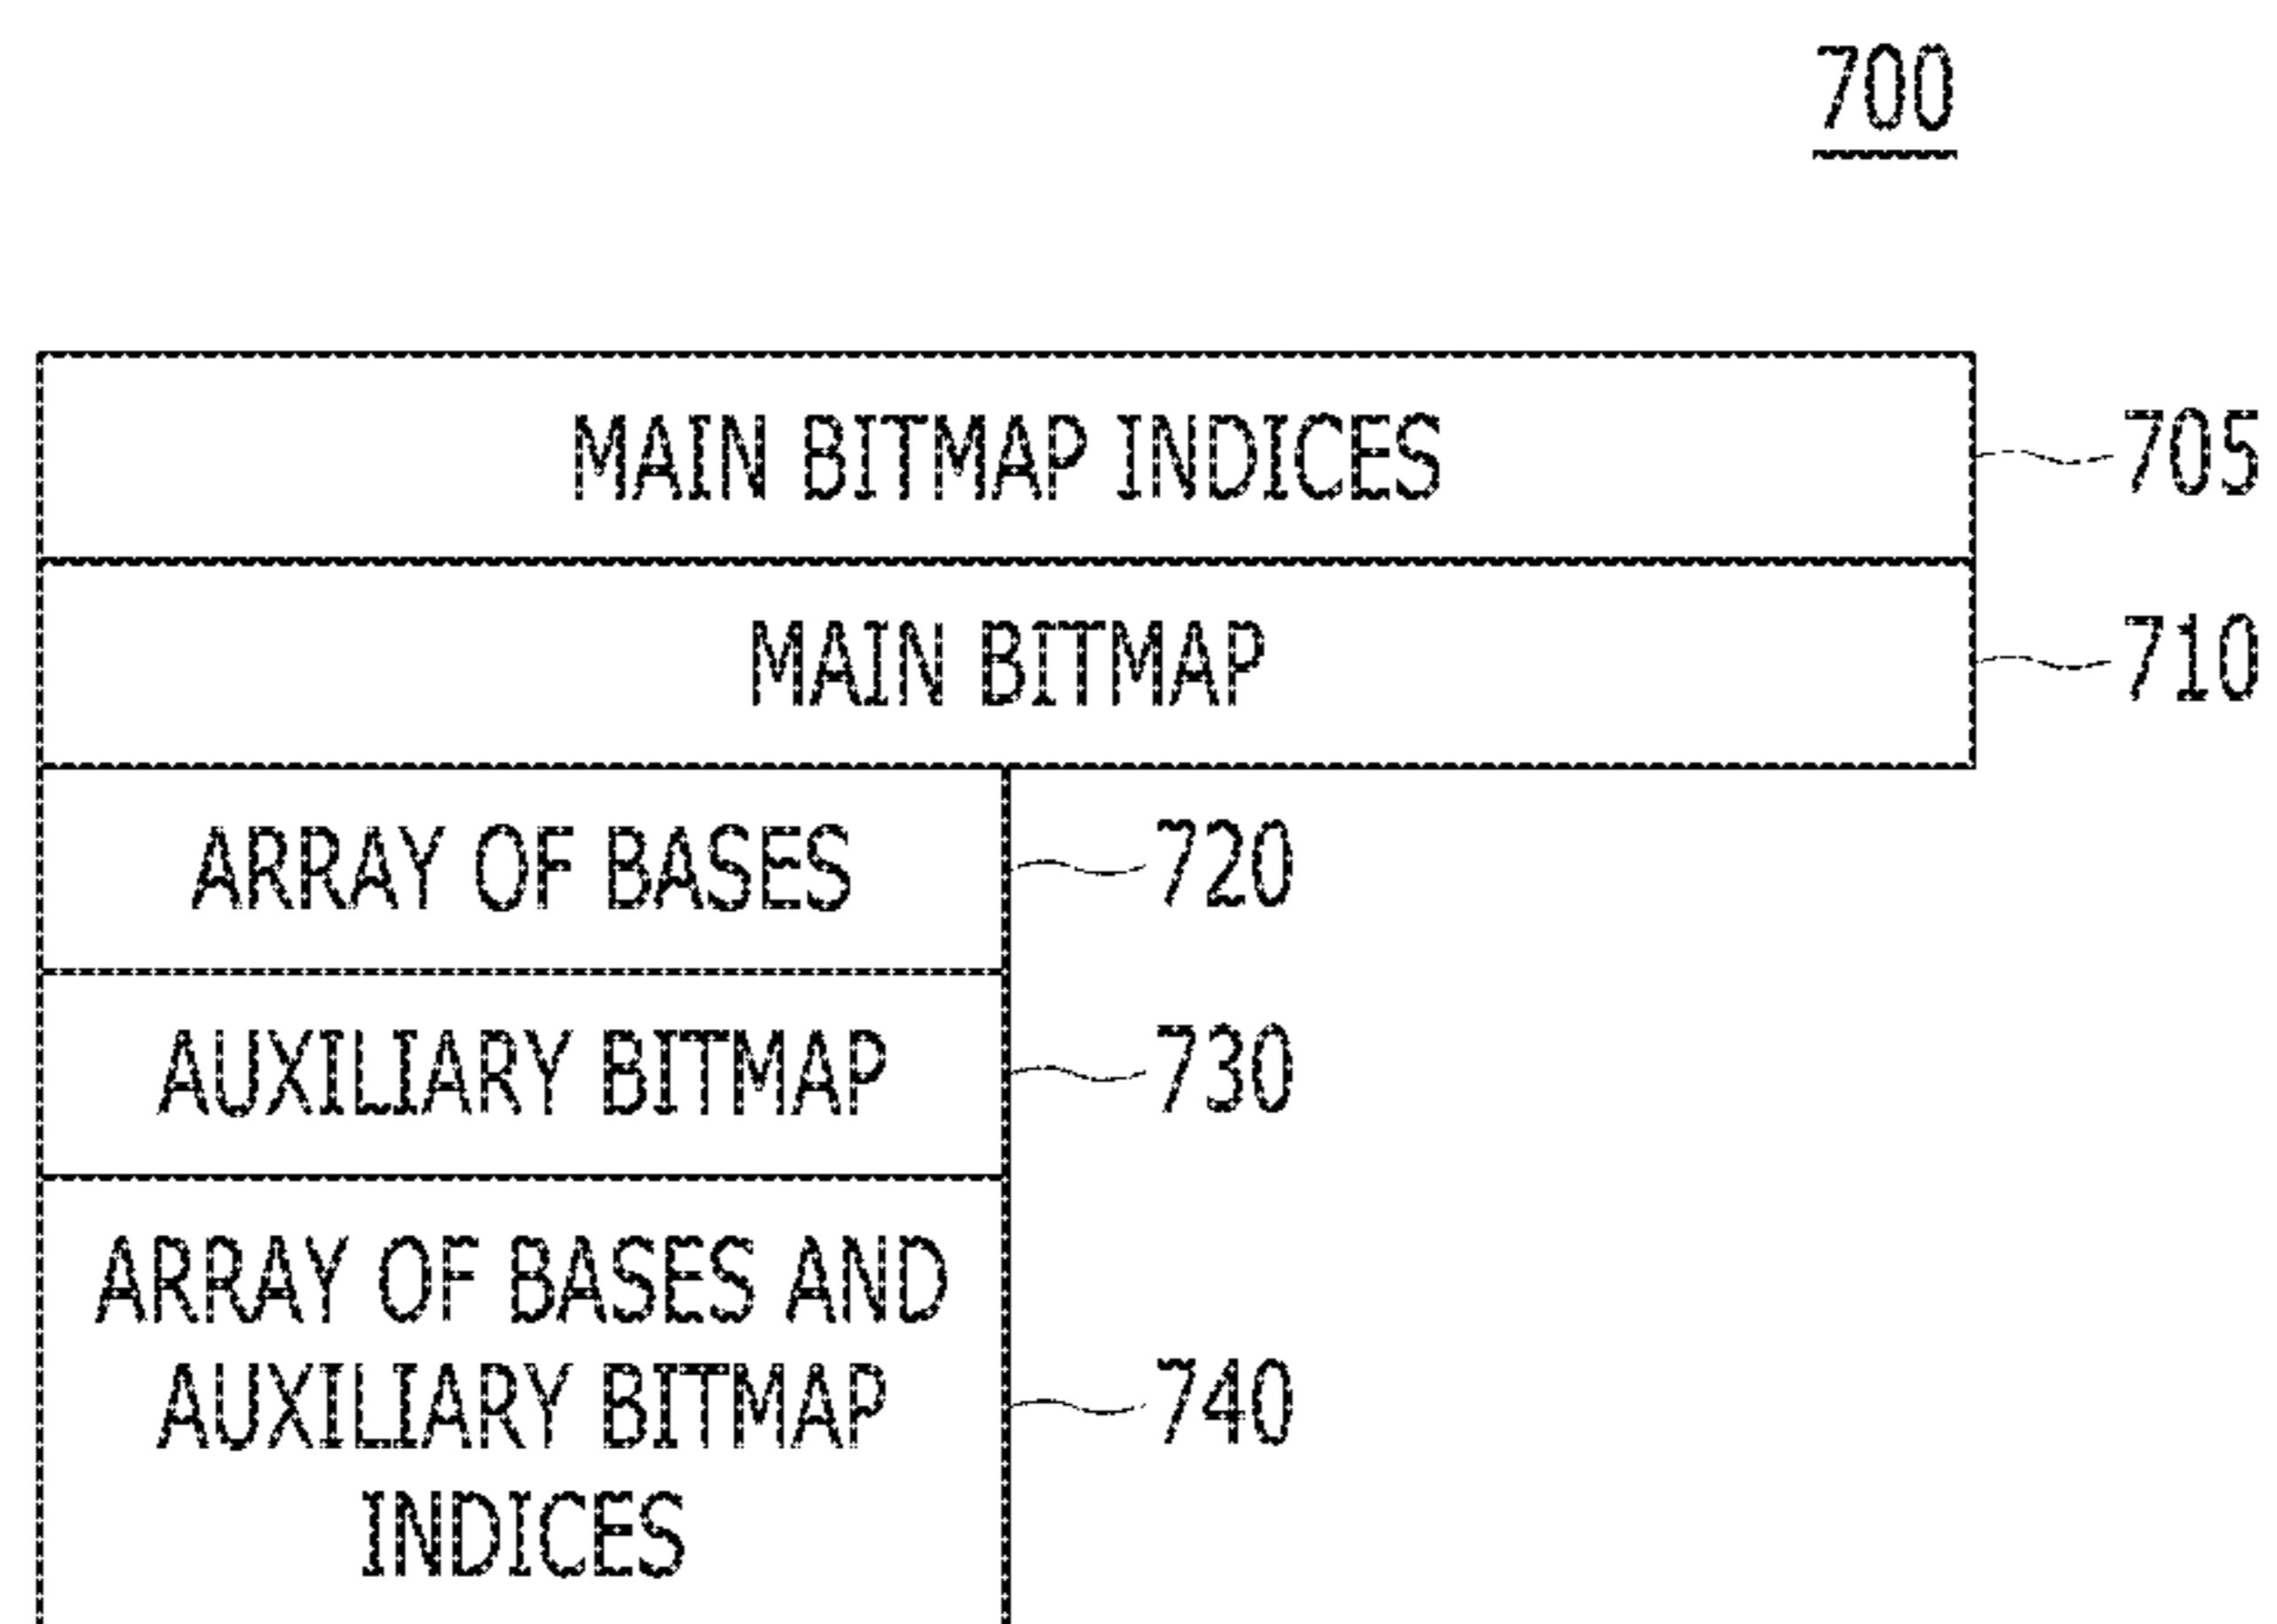 700
MAIN BITMAP INDICES
705
MAIN BITMAP
710
ARRAY OF BASES
720
AUXILIARY BITMAP
730
ARRAY OF BASES AND
AUXILIARY BITMAP
740
INDICES